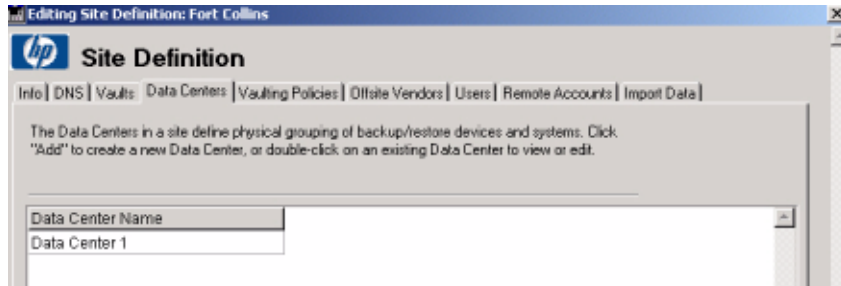 Editing Site Definition: Fort Collins
hp Site Definition
Info DNS Vaults Data Centers Vaulting Policies Offsite Vendors Users Remote Accounts Import Data
The Data Centers in a site define physical grouping of backup/restore devices and systems. Click
"Add" to create a new Data Center, or double-click on an existing Data Center to view or edit.
Data Center Name
Data Center 1